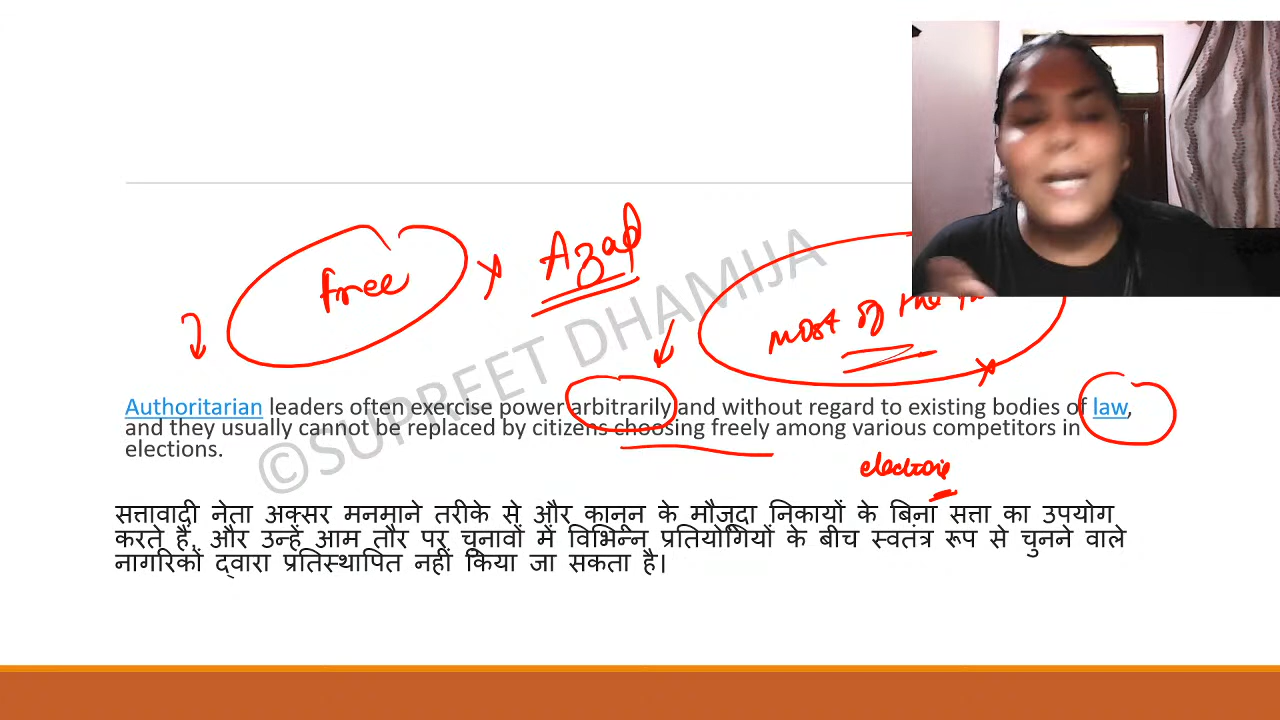 free
Azad
most of the
©SUPREET DHAMIJA
Authoritarian leaders often exercise power arbitrarily and without regard to existing bodies of law,
and they usually cannot be replaced by citizens choosing freely among various competitors in
elections.
सत्तावादी नेता अक्सर मनमाने तरीके से और कानून के मौजूदा निकायों के बिना सत्ता का उपयोग
करते हैं, और उन्हें आम तौर पर चुनावों में विभिन्न प्रतियोगियों के बीच स्वतंत्र रूप से चुनने वाले
नागरिकों द्वारा प्रतिस्थापित नहीं किया जा सकता है।